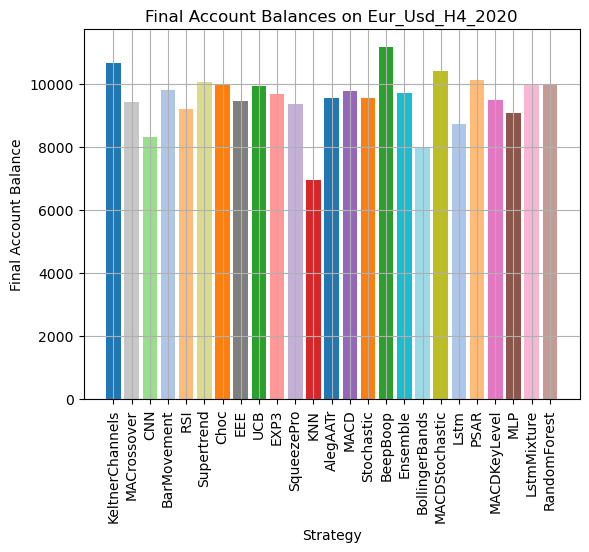 Final Account Balances on Eur_Usd_H4_2020
Final Account Balance
10000
8000
6000
4000
2000
0
KeltnerChannels
MACrossover
CNN
BarMovement
RSI
Supertrend
Choc
EEE
UCB
EXP3
SqueezePro
KNN
AlegAATr
MACD
Stochastic
BeepBoop
Ensemble
BollingerBands
MACDStochastic
Lstm
PSAR
MACDKeyLevel
MLP
LstmMixture
RandomForest
Strategy